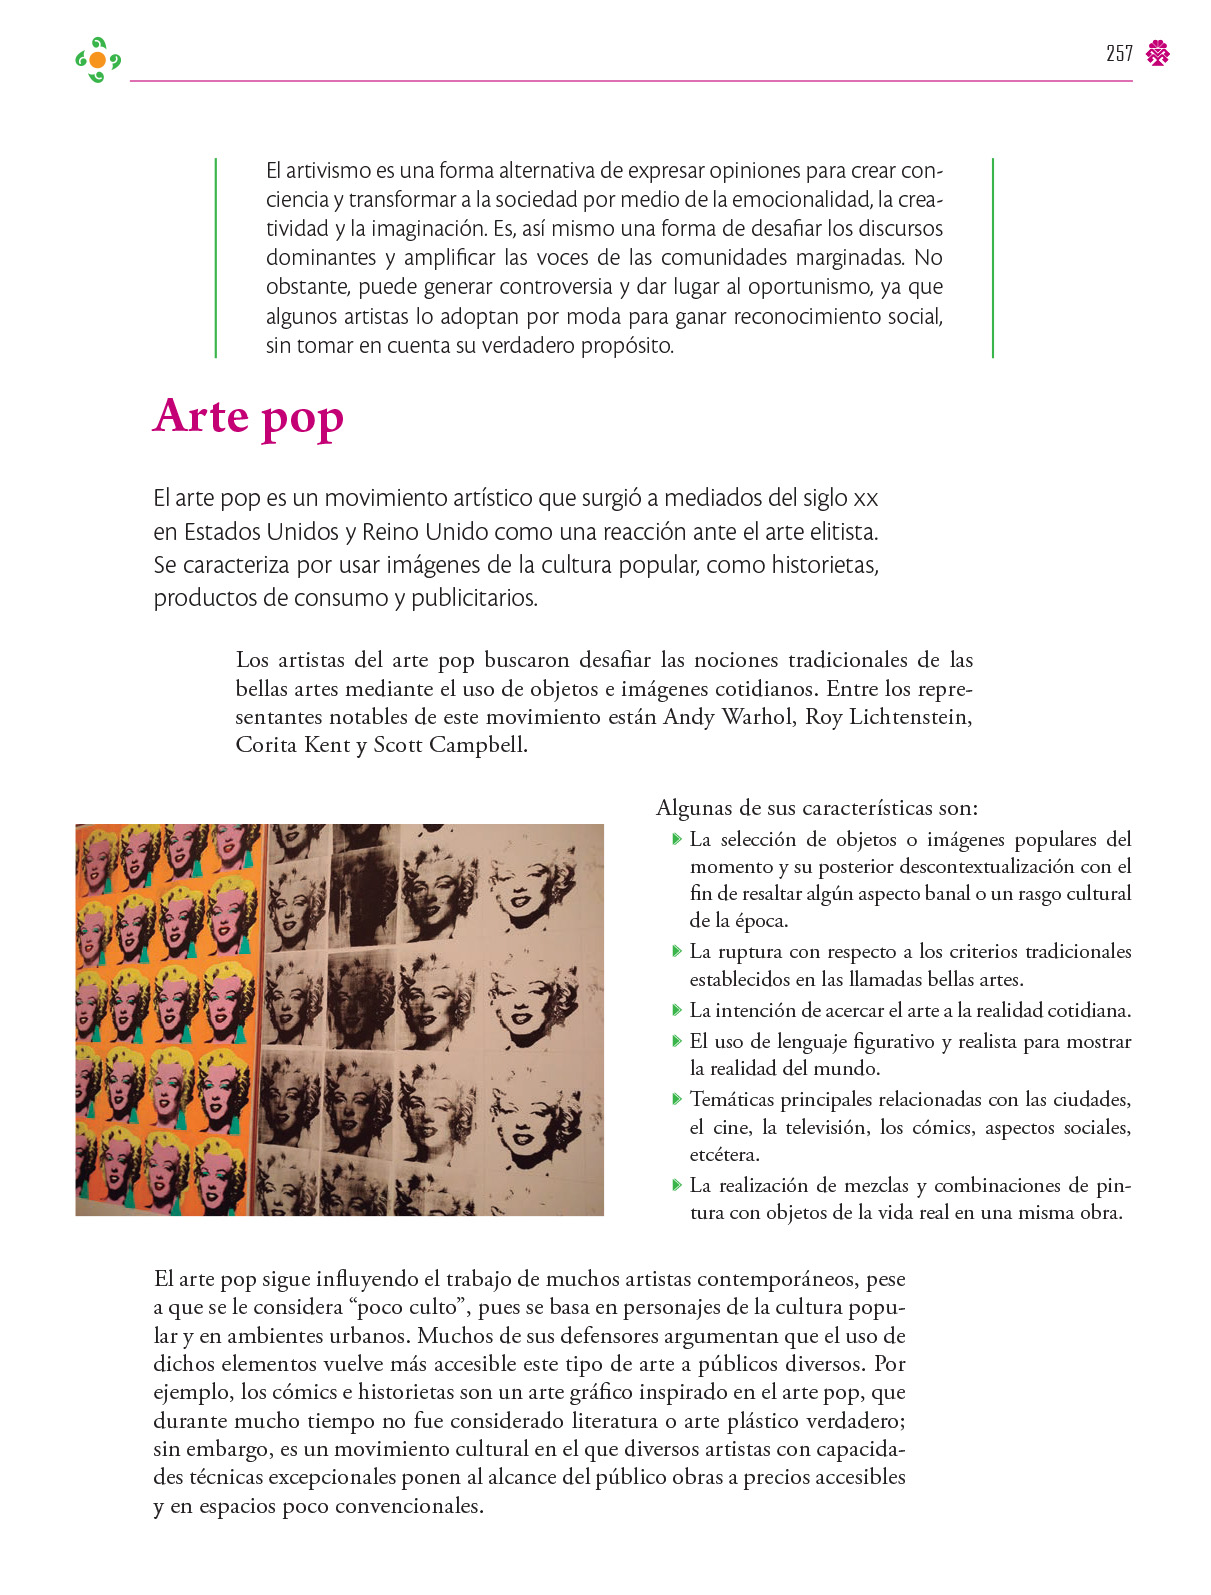 257
El artivismo es una forma alternativa de expresar opiniones para crear con-
ciencia y transformar a la sociedad por medio de la emocionalidad, la crea-
tividad y la imaginación. Es, así mismo una forma de desafiar los discursos
dominantes y amplificar las voces de las comunidades marginadas. No
obstante, puede generar controversia y dar lugar al oportunismo, ya que
algunos artistas lo adoptan por moda para ganar reconocimiento social,
sin tomar en cuenta su verdadero propósito.
Arte pop
El arte pop es un movimiento artístico que surgió a mediados del siglo xx
en Estados Unidos y Reino Unido como una reacción ante el arte elitista.
Se caracteriza por usar imágenes de la cultura popular, como historietas,
productos de consumo y publicitarios.
Los artistas del arte pop buscaron desafiar las nociones tradicionales de las
bellas artes mediante el uso de objetos e imágenes cotidianos. Entre los repre-
sentantes notables de este movimiento están Andy Warhol, Roy Lichtenstein,
Corita Kent y Scott Campbell.
Algunas de sus características son:
La selección de objetos o imágenes populares del
momento y su posterior descontextualización con el
fin de resaltar algún aspecto banal o un rasgo cultural
de la época.
La ruptura con respecto a los criterios tradicionales
establecidos en las llamadas bellas artes.
La intención de acercar el arte a la realidad cotidiana.
El uso de lenguaje figurativo y realista para mostrar
la realidad del mundo.
Temáticas principales relacionadas con las ciudades,
el cine, la televisión, los cómics, aspectos sociales,
etcétera.
La realización de mezclas y combinaciones de pin-
tura con objetos de la vida real en una misma obra.
El arte pop sigue influyendo el trabajo de muchos artistas contemporáneos, pese
a que se le considera “poco culto”, pues se basa en personajes de la cultura popu-
lar y en ambientes urbanos. Muchos de sus defensores argumentan que el uso de
dichos elementos vuelve más accesible este tipo de arte a públicos diversos. Por
ejemplo, los cómics e historietas son un arte gráfico inspirado en el arte pop, que
durante mucho tiempo no fue considerado literatura o arte plástico verdadero;
sin embargo, es un movimiento cultural en el que diversos artistas con capacida-
des técnicas excepcionales ponen al alcance del público obras a precios accesibles
y en espacios poco convencionales.